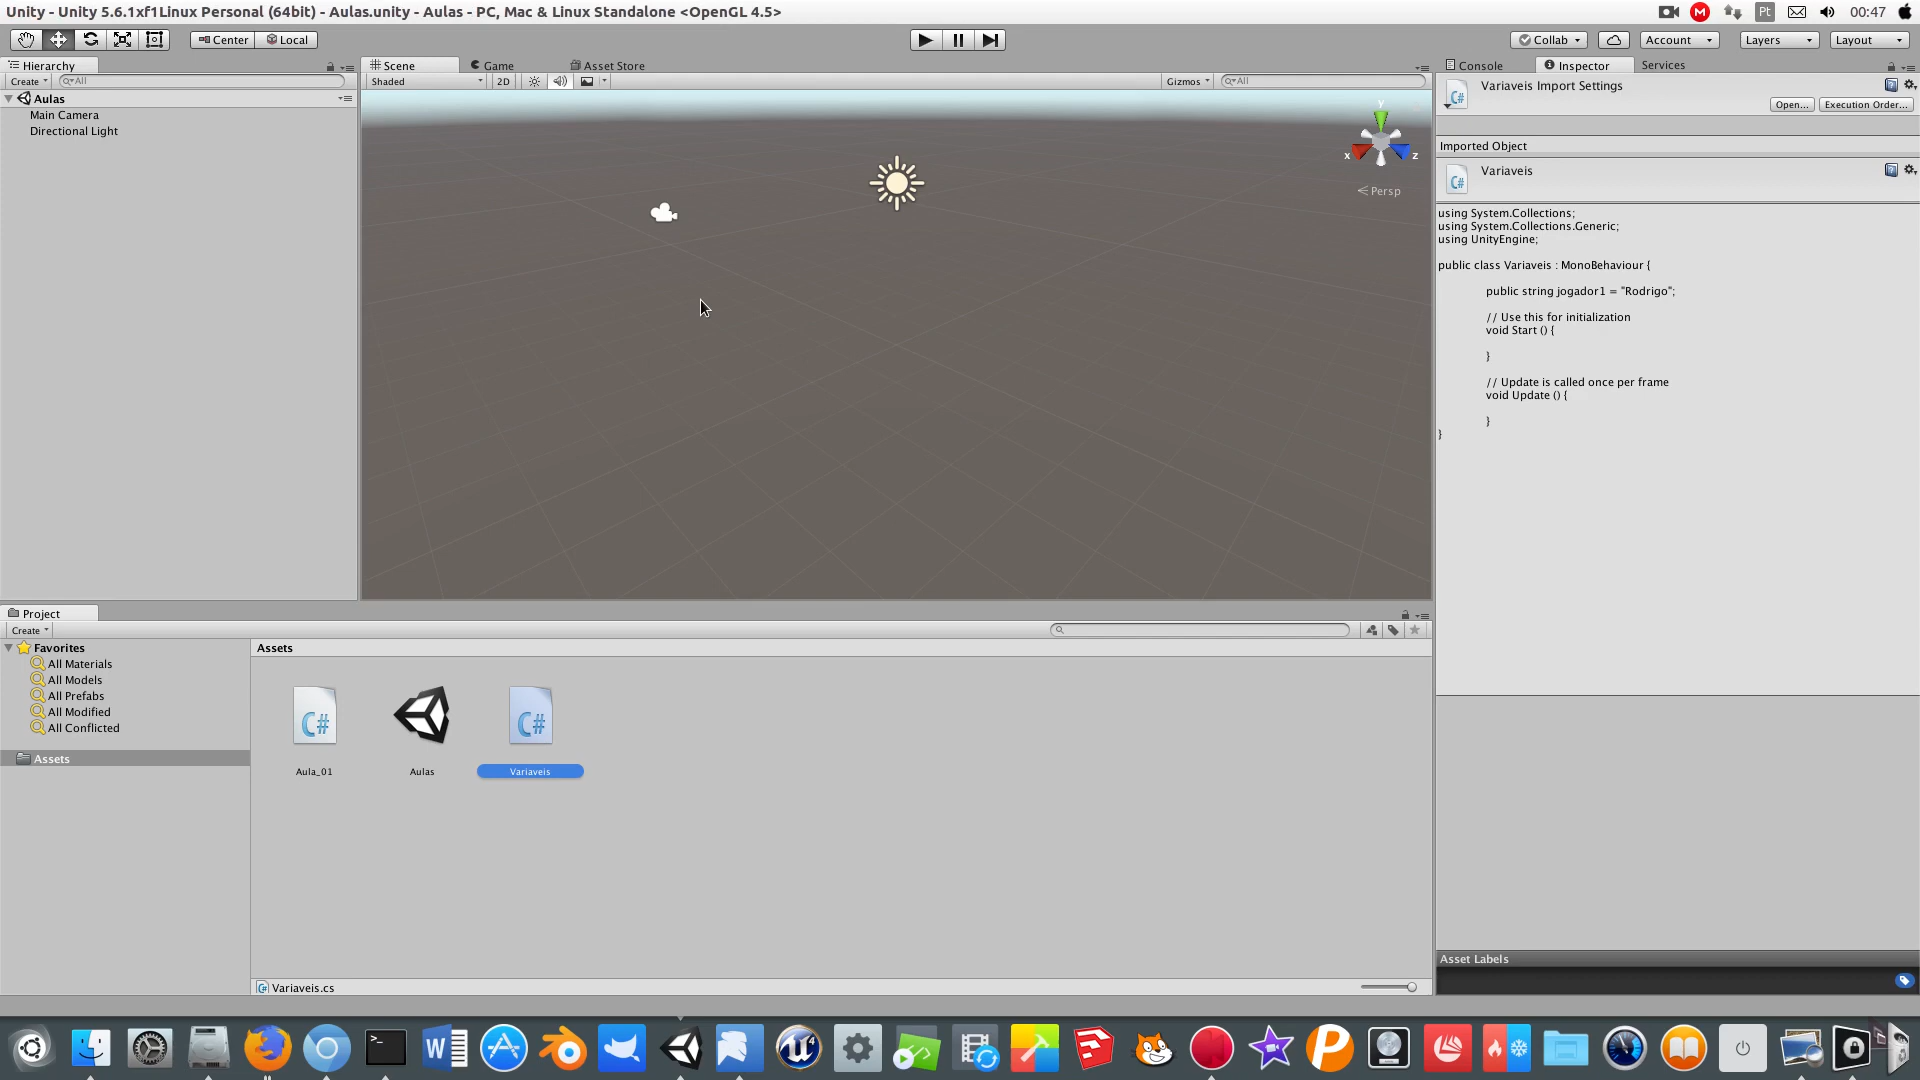 Unity - Unity 5.6.1xf1Linux Personal (64bit) - Aulas.unity - Aulas - PC, Mac & Linux Standalone <OpenGL 4.5>
Pt
00:47
Center
Local
Collab
Account
Layers
Layout
Hierarchy
Create
All
Aulas
Main Camera
Directional Light
Scene
Game
Asset Store
Shaded
2D
Gizmos
All
y
x
z
Persp
Console
Inspector
Services
Variaveis Import Settings
Open...
Execution Order...
Imported Object
Variaveis
using System.Collections;
using System.Collections.Generic;
using UnityEngine;
public class Variaveis : MonoBehaviour {
public string jogador1 = "Rodrigo";
// Use this for initialization
void Start () {
}
// Update is called once per frame
void Update () {
}
}
Project
Create
Favorites
All Materials
All Models
All Prefabs
All Modified
All Conflicted
Assets
Assets
C#
C#
Aula_01
Aulas
Variaveis
Variaveis.cs
Asset Labels